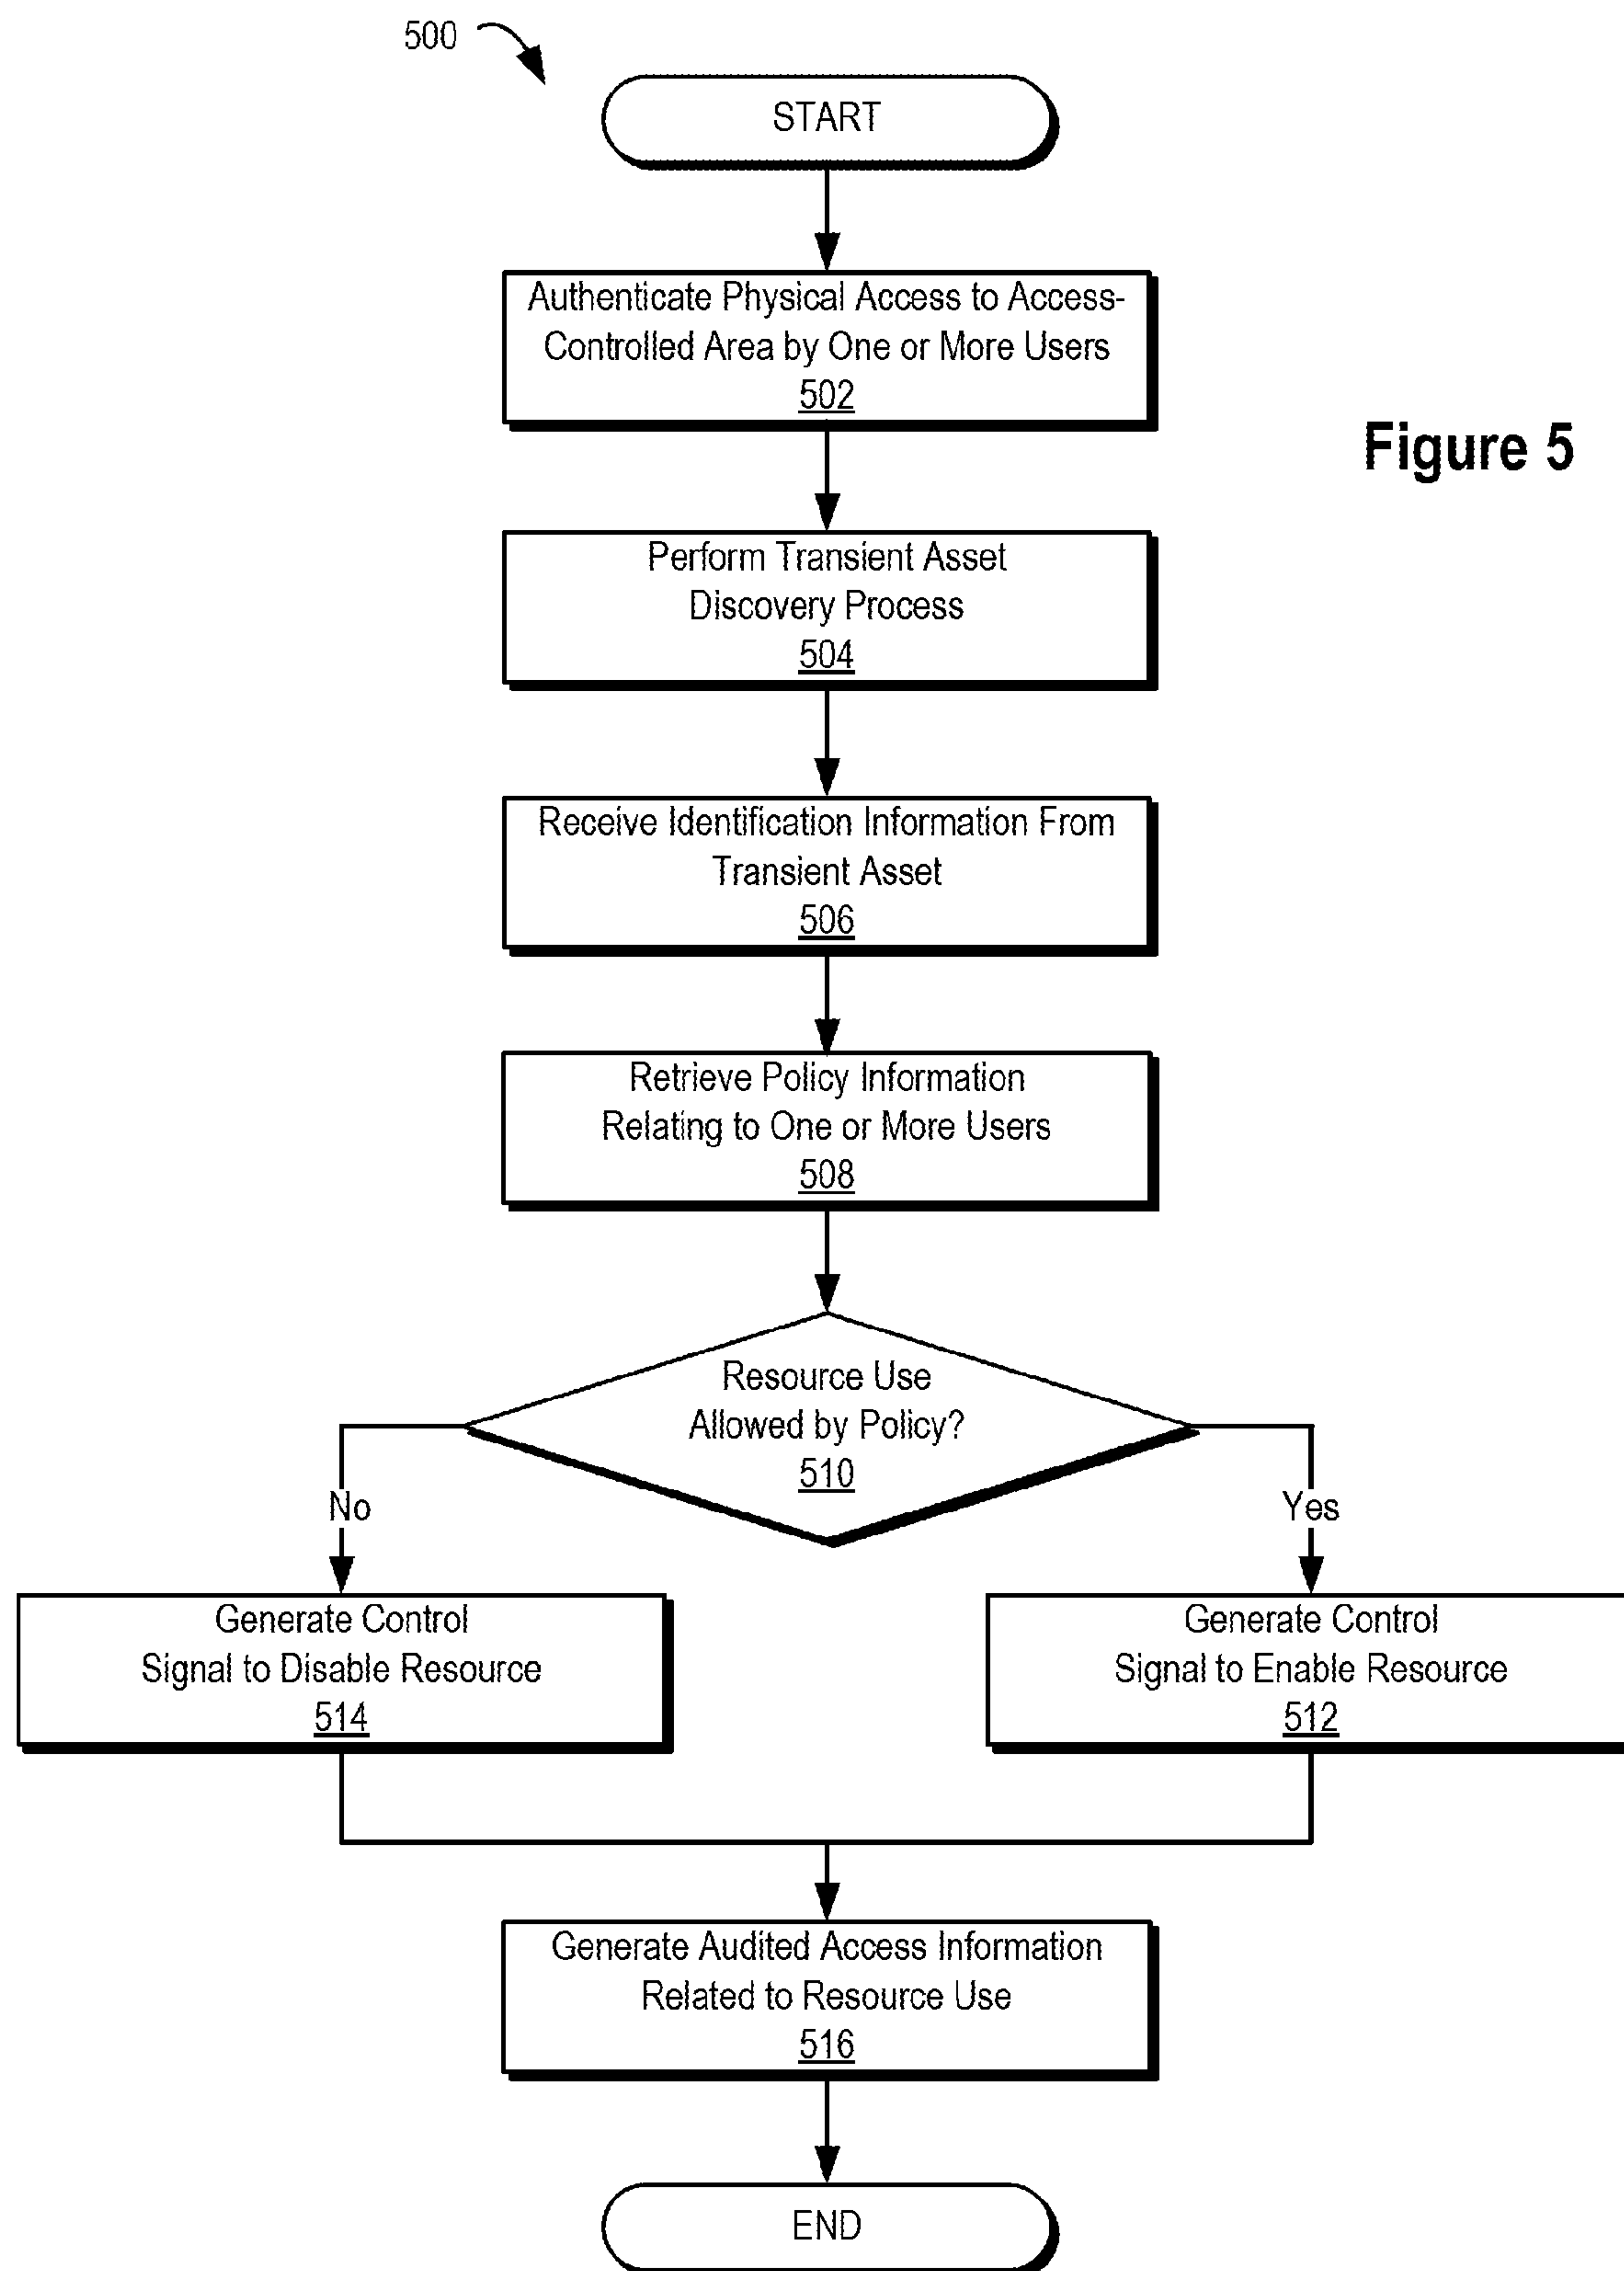 500
START
Authenticate Physical Access to Access-
Controlled Area by One or More Users
502
Figure 5
Perform Transient Asset
Discovery Process
504
Receive Identification Information From
Transient Asset
506
Retrieve Policy Information
Relating to One or More Users
508
Resource Use
Allowed by Policy?
510
No
Yes
Generate Control
Signal to Disable Resource
514
Generate Control
Signal to Enable Resource
512
Generate Audited Access Information
Related to Resource Use
516
END